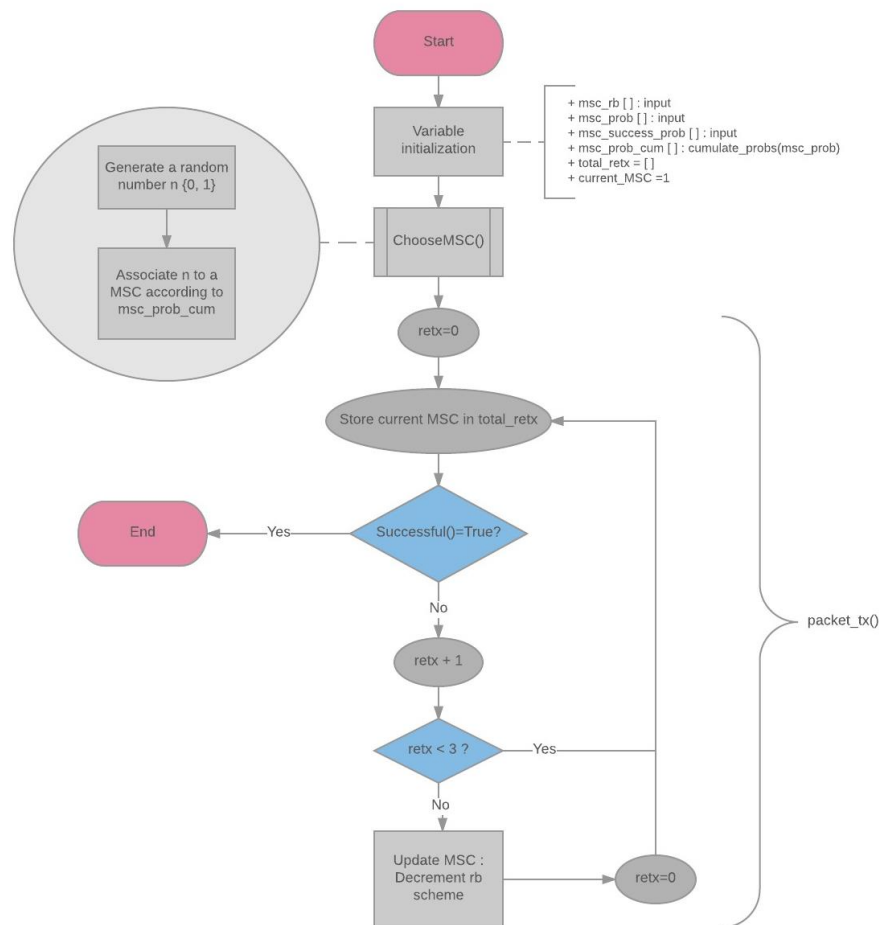 Start
Variable
initialization
+ msc_rb [ ] : input
+ msc_prob [ ] : input
+ msc_success_prob [ ] : input
+ msc_prob_cum [ ] : cumulate_probs(msc_prob)
+ total_retx = [ ]
+ current_MSC =1
Generate a random
number n {0, 1}
Associate n to a
MSC according to
msc_prob_cum
ChooseMSC()
retx=0
Store current MSC in total_retx
Successful()=True?
Yes
End
No
retx + 1
retx < 3 ?
Yes
No
Update MSC :
Decrement rb
scheme
retx=0
packet_tx()